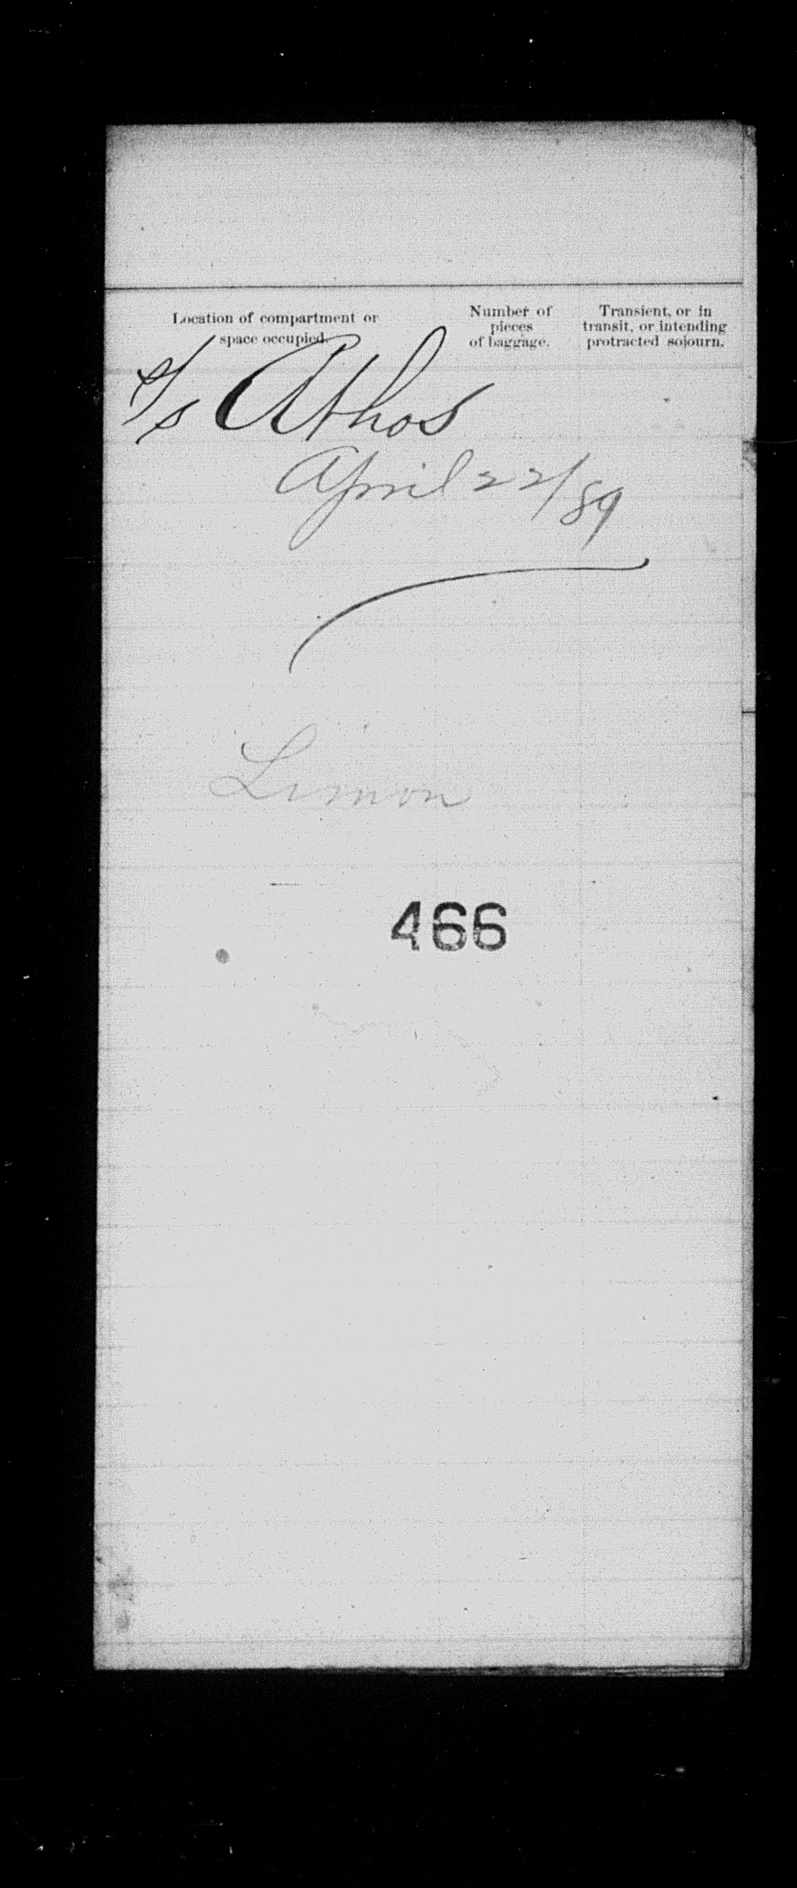 Location of compartment or
space occupied.
Number of
pieces
of baggage.
Transient, or in
transit, or intending
protracted sojourn.
S/S Athos
April 22/89
Limon
466